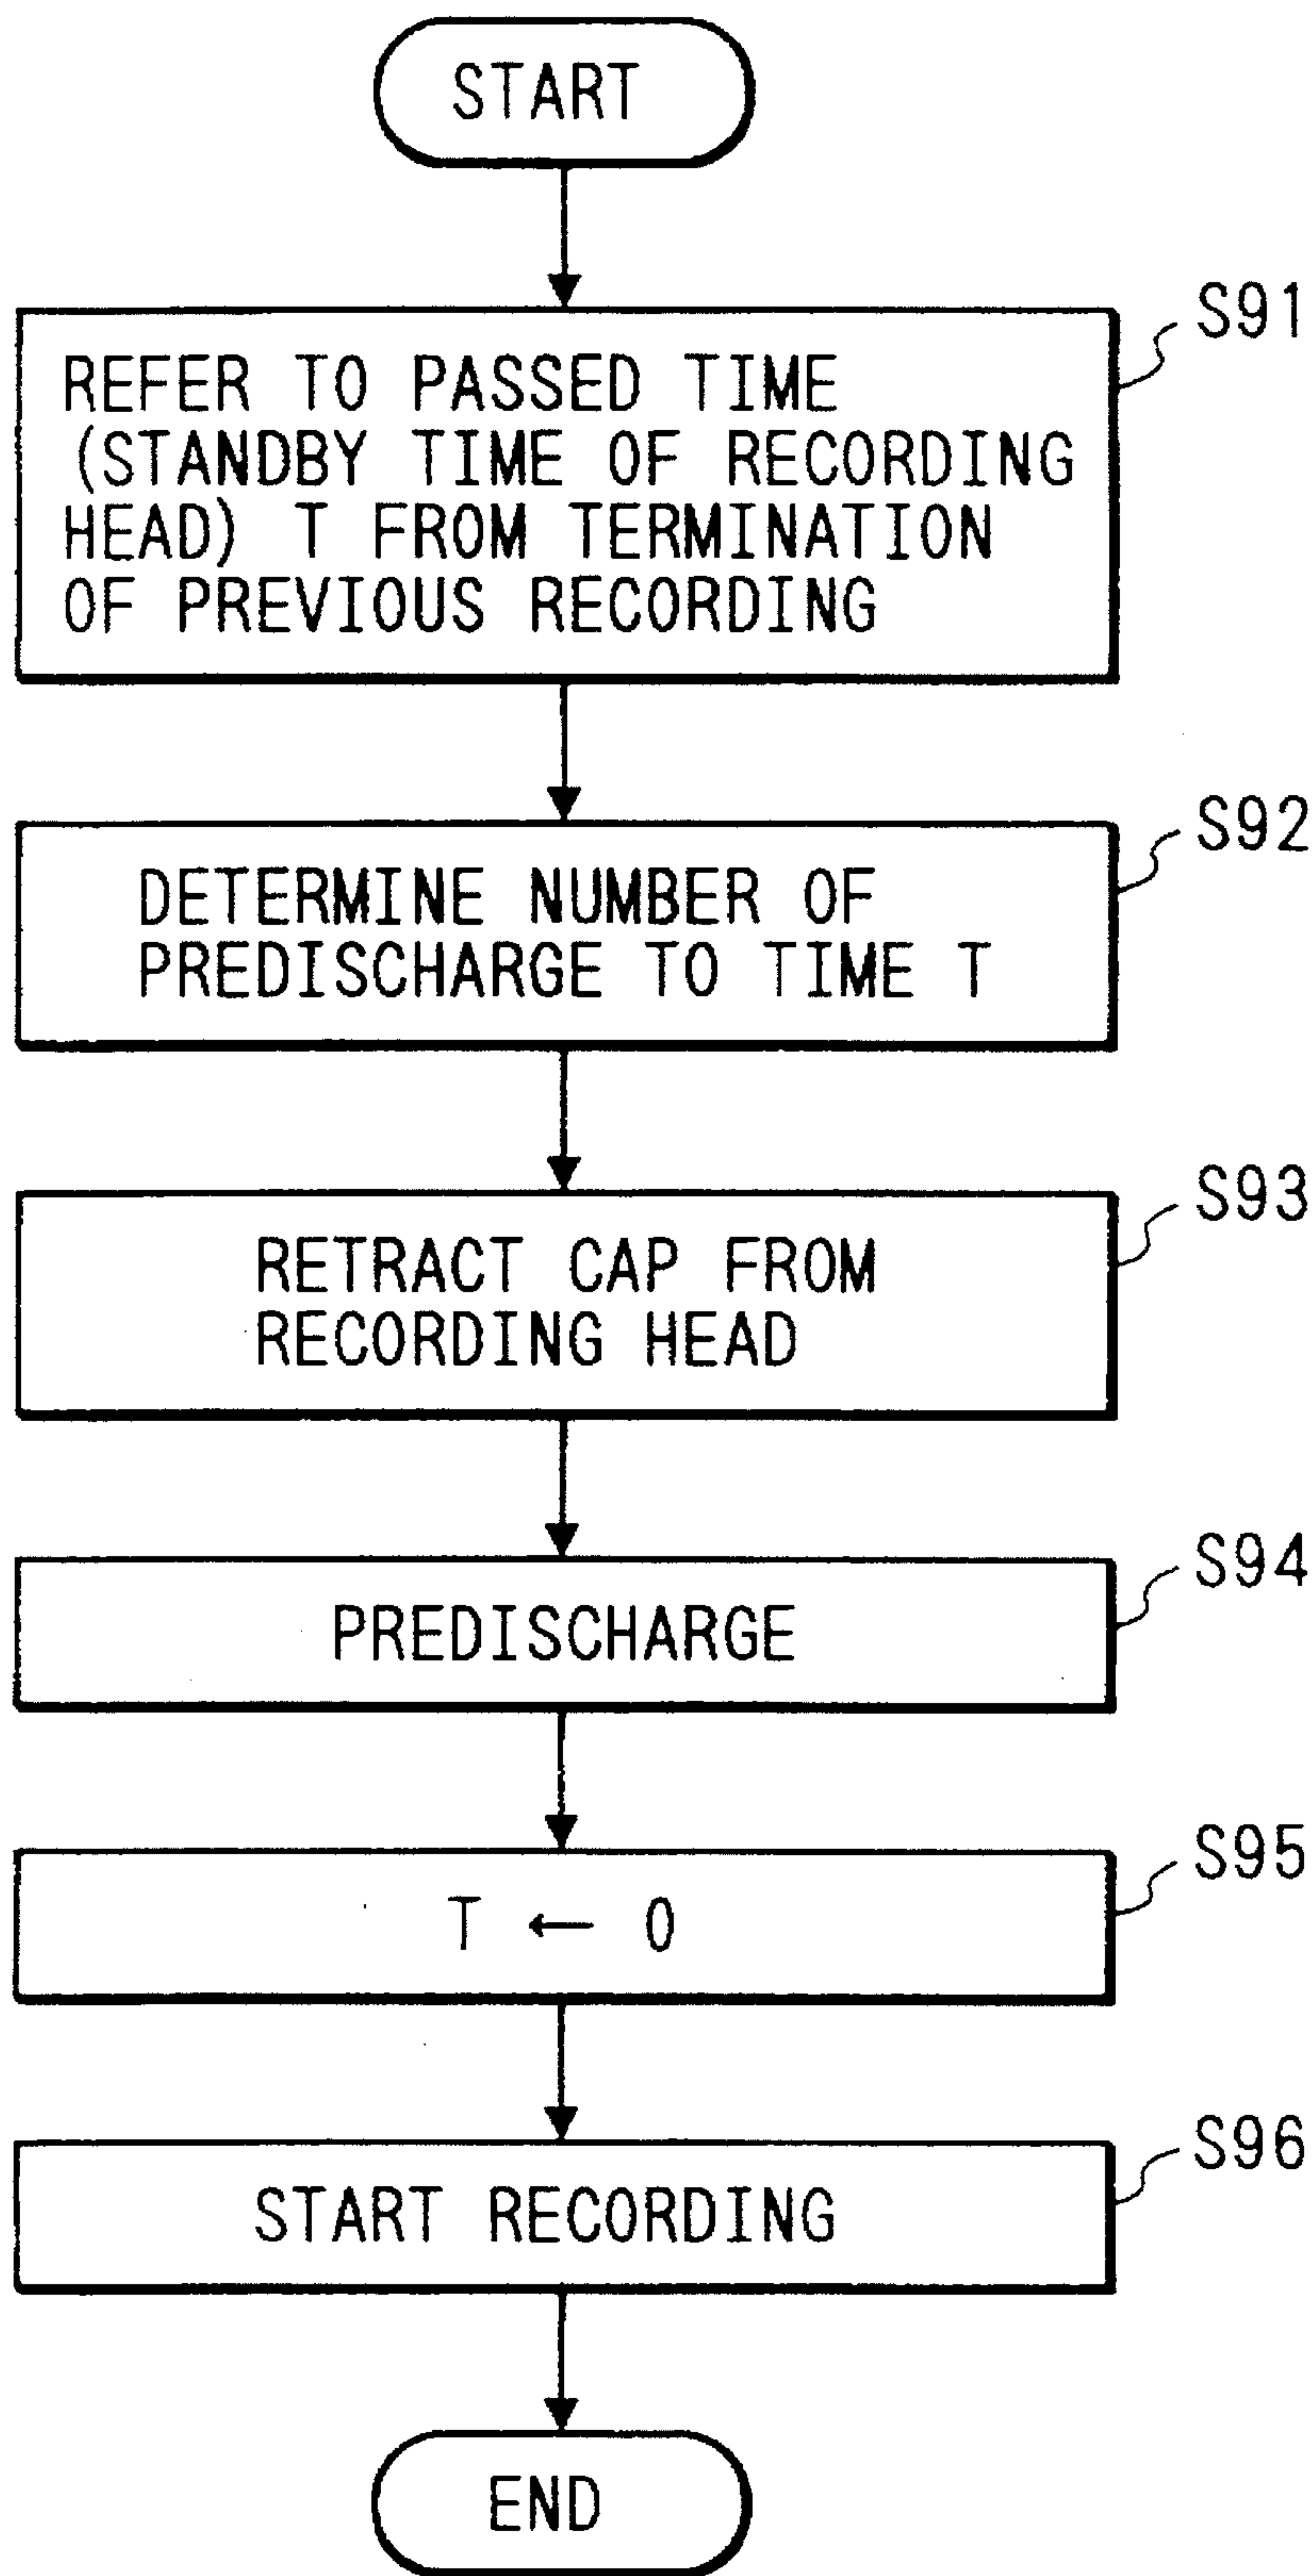 START
S91
REFER TO PASSED TIME
(STANDBY TIME OF RECORDING
HEAD) T FROM TERMINATION
OF PREVIOUS RECORDING
S92
DETERMINE NUMBER OF
PREDISCHARGE TO TIME T
S93
RETRACT CAP FROM
RECORDING HEAD
S94
PREDISCHARGE
S95
T ← 0
S96
START RECORDING
END